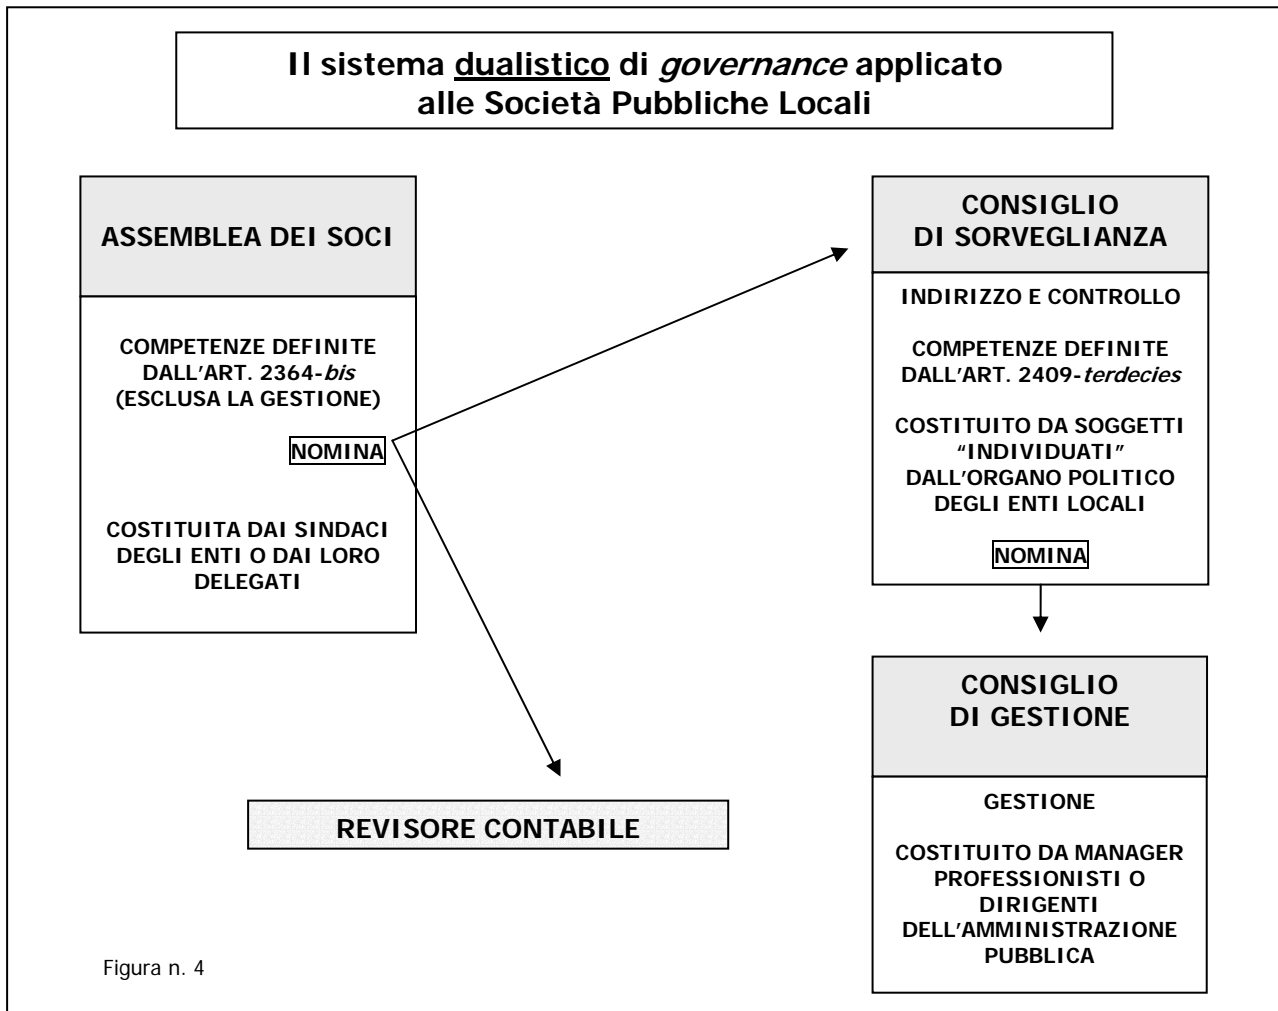 Il sistema dualistico di governance applicato
alle Società Pubbliche Locali
ASSEMBLEA DEI SOCI
COMPETENZE DEFINITE
DALL'ART. 2364-bis
(ESCLUSA LA GESTIONE)
NOMINA
COSTITUITA DAI SINDACI
DEGLI ENTI O DAI LORO
DELEGATI
CONSIGLIO
DI SORVEGLIANZA
INDIRIZZO E CONTROLLO
COMPETENZE DEFINITE
DALL'ART. 2409-terdecies
COSTITUITO DA SOGGETTI
“INDIVIDUATI”
DALL'ORGANO POLITICO
DEGLI ENTI LOCALI
NOMINA
CONSIGLIO
DI GESTIONE
GESTIONE
COSTITUITO DA MANAGER
PROFESSIONISTI O
DIRIGENTI
DELL'AMMINISTRAZIONE
PUBBLICA
REVISORE CONTABILE
Figura n. 4